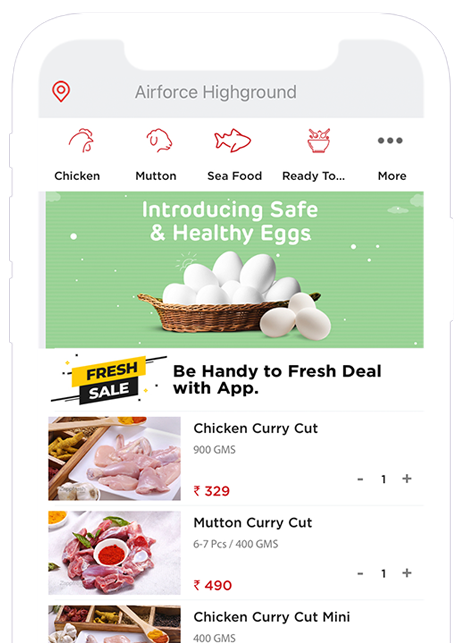 Airforce Highground
Chicken
Mutton
Sea Food
Ready To...
More
Introducing Safe
& Healthy Eggs
FRESH
SALE
Be Handy to Fresh Deal
with App.
Chicken Curry Cut
900 GMS
₹ 329
- 1 +
Mutton Curry Cut
6-7 Pcs / 400 GMS
₹ 490
- 1 +
Chicken Curry Cut Mini
400 GMS